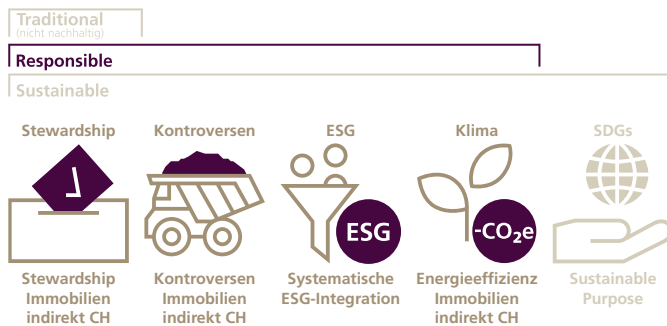 Traditional
(nicht nachhaltig)
Responsible
Sustainable
Stewardship Kontroversen ESG Klima SDGs
ESG -CO₂e
Stewardship Kontroversen Systematische Energieeffizienz Sustainable
Immobilien Immobilien ESG-Integration Immobilien Purpose
indirekt CH indirekt CH indirekt CH